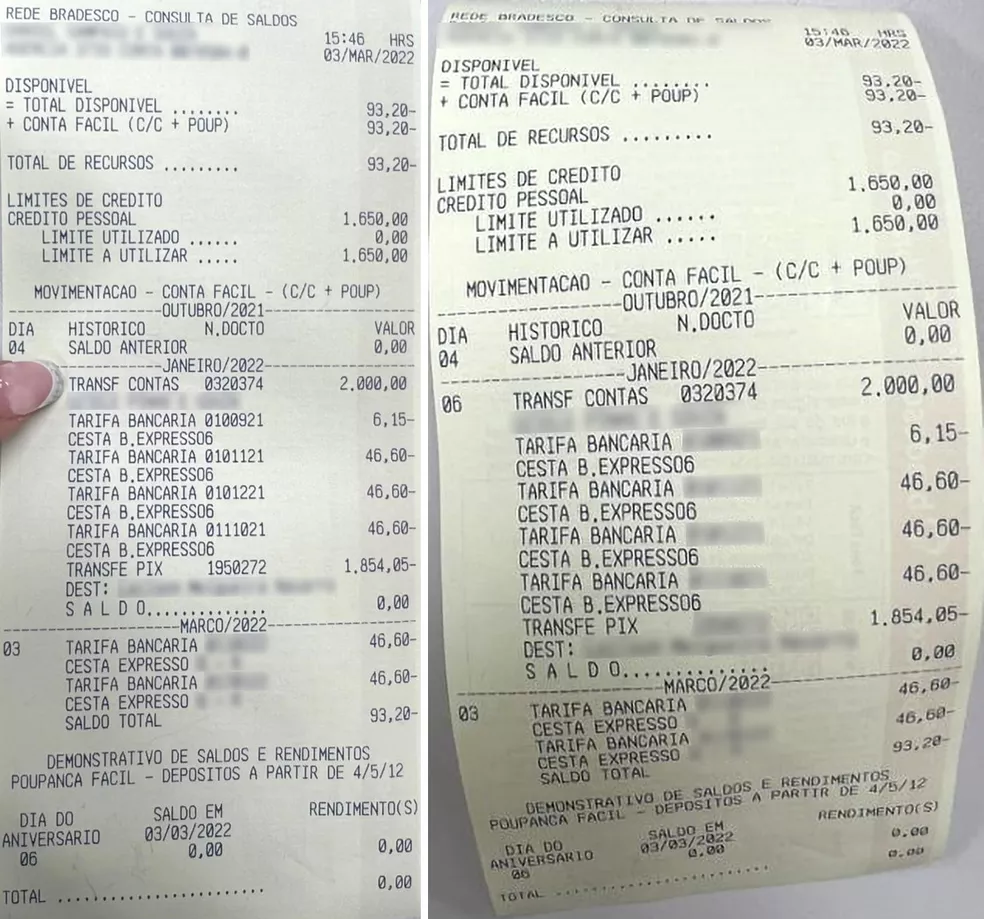 REDE BRADESCO - CONSULTA DE SALDOS
15:46 HRS
03/MAR/2022
DISPONIVEL
= TOTAL DISPONIVEL ........ 93,20-
+ CONTA FACIL (C/C + POUP) 93,20-
TOTAL DE RECURSOS ......... 93,20-
LIMITES DE CREDITO
CREDITO PESSOAL 1.650,00
LIMITE UTILIZADO ...... 0,00
LIMITE A UTILIZAR ..... 1.650,00
MOVIMENTACAO - CONTA FACIL - (C/C + POUP)
OUTUBRO/2021
DIA HISTORICO N.DOCTO VALOR
04 SALDO ANTERIOR 0,00
JANEIRO/2022
TRANSF CONTAS 0320374 2.000,00
TARIFA BANCARIA 0100921 6,15-
CESTA B.EXPRESSO6
TARIFA BANCARIA 0101121 46,60-
CESTA B.EXPRESSO6
TARIFA BANCARIA 0101221 46,60-
CESTA B.EXPRESSO6
TARIFA BANCARIA 0111021 46,60-
CESTA B.EXPRESSO6
TRANSFE PIX 1950272 1.854,05-
DEST:
S A L D O.............. 0,00
MARCO/2022
03 TARIFA BANCARIA 46,60-
CESTA EXPRESSO
TARIFA BANCARIA 46,60-
CESTA EXPRESSO
SALDO TOTAL 93,20-
DEMONSTRATIVO DE SALDOS E RENDIMENTOS
POUPANCA FACIL - DEPOSITOS A PARTIR DE 4/5/12
DIA DO SALDO EM RENDIMENTO(S)
ANIVERSARIO 03/03/2022
06 0,00 0,00
TOTAL ........................ 0,00
REDE BRADESCO - CONSULTA DE SALDOS
15:46 HRS
03/MAR/2022
DISPONIVEL
= TOTAL DISPONIVEL ........ 93,20-
+ CONTA FACIL (C/C + POUP) 93,20-
TOTAL DE RECURSOS ......... 93,20-
LIMITES DE CREDITO
CREDITO PESSOAL 1.650,00
LIMITE UTILIZADO ...... 0,00
LIMITE A UTILIZAR ..... 1.650,00
MOVIMENTACAO - CONTA FACIL - (C/C + POUP)
OUTUBRO/2021
DIA HISTORICO N.DOCTO VALOR
04 SALDO ANTERIOR 0,00
JANEIRO/2022
06 TRANSF CONTAS 0320374 2.000,00
TARIFA BANCARIA 6,15-
CESTA B.EXPRESSO6
TARIFA BANCARIA 46,60-
CESTA B.EXPRESSO6
TARIFA BANCARIA 46,60-
CESTA B.EXPRESSO6
TARIFA BANCARIA 46,60-
CESTA B.EXPRESSO6
TRANSFE PIX 1.854,05-
DEST:
S A L D O.............. 0,00
MARCO/2022
03 TARIFA BANCARIA 46,60-
CESTA EXPRESSO
TARIFA BANCARIA 46,60-
CESTA EXPRESSO
SALDO TOTAL 93,20-
DEMONSTRATIVO DE SALDOS E RENDIMENTOS
POUPANCA FACIL - DEPOSITOS A PARTIR DE 4/5/12
DIA DO SALDO EM RENDIMENTO(S)
ANIVERSARIO 03/03/2022 0.00
06 0.00 0.00
TOTAL ........................